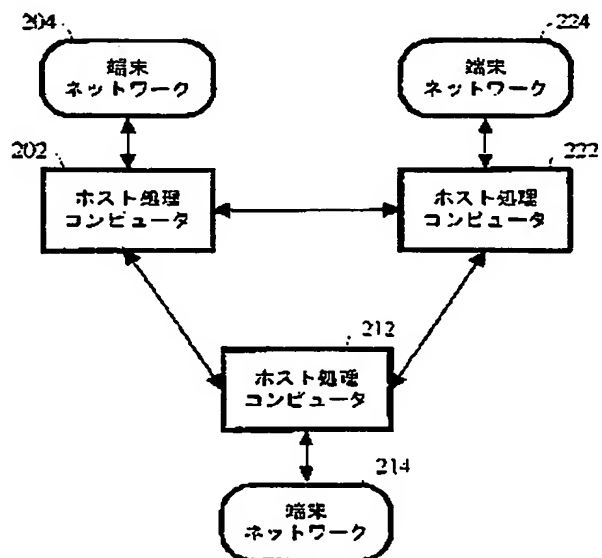 204
端末
ネットワーク
224
端末
ネットワーク
202
ホスト処理
コンピュータ
222
ホスト処理
コンピュータ
212
ホスト処理
コンピュータ
214
端末
ネットワーク